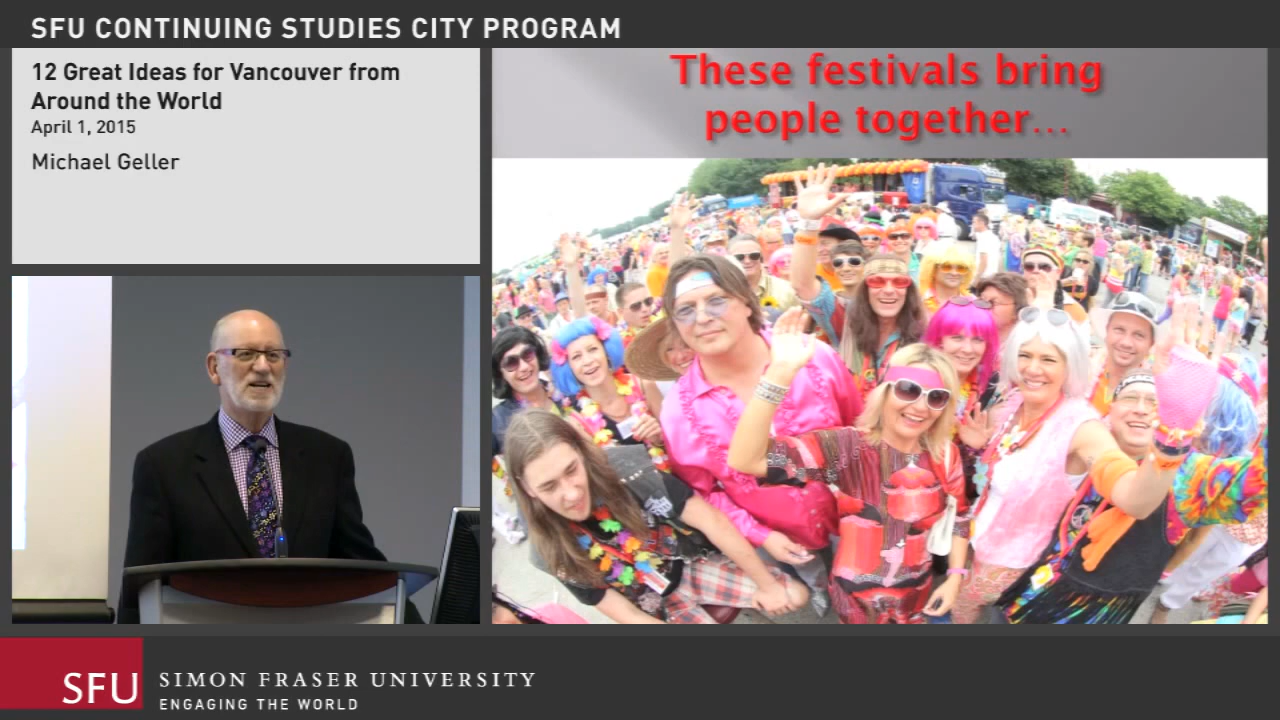 SFU CONTINUING STUDIES CITY PROGRAM
12 Great Ideas for Vancouver from
Around the World
April 1, 2015
Michael Geller
These festivals bring
people together...
SFU
SIMON FRASER UNIVERSITY
ENGAGING THE WORLD